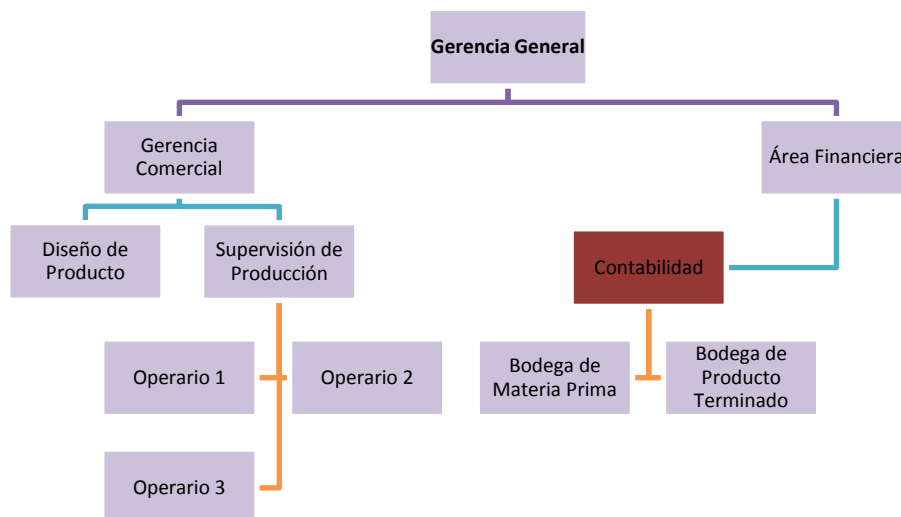 Gerencia General
Gerencia
Comercial
Área Financiera
Diseño de
Producto
Supervisión de
Producción
Contabilidad
Operario 1
Operario 2
Bodega de
Materia Prima
Bodega de
Producto
Terminado
Operario 3